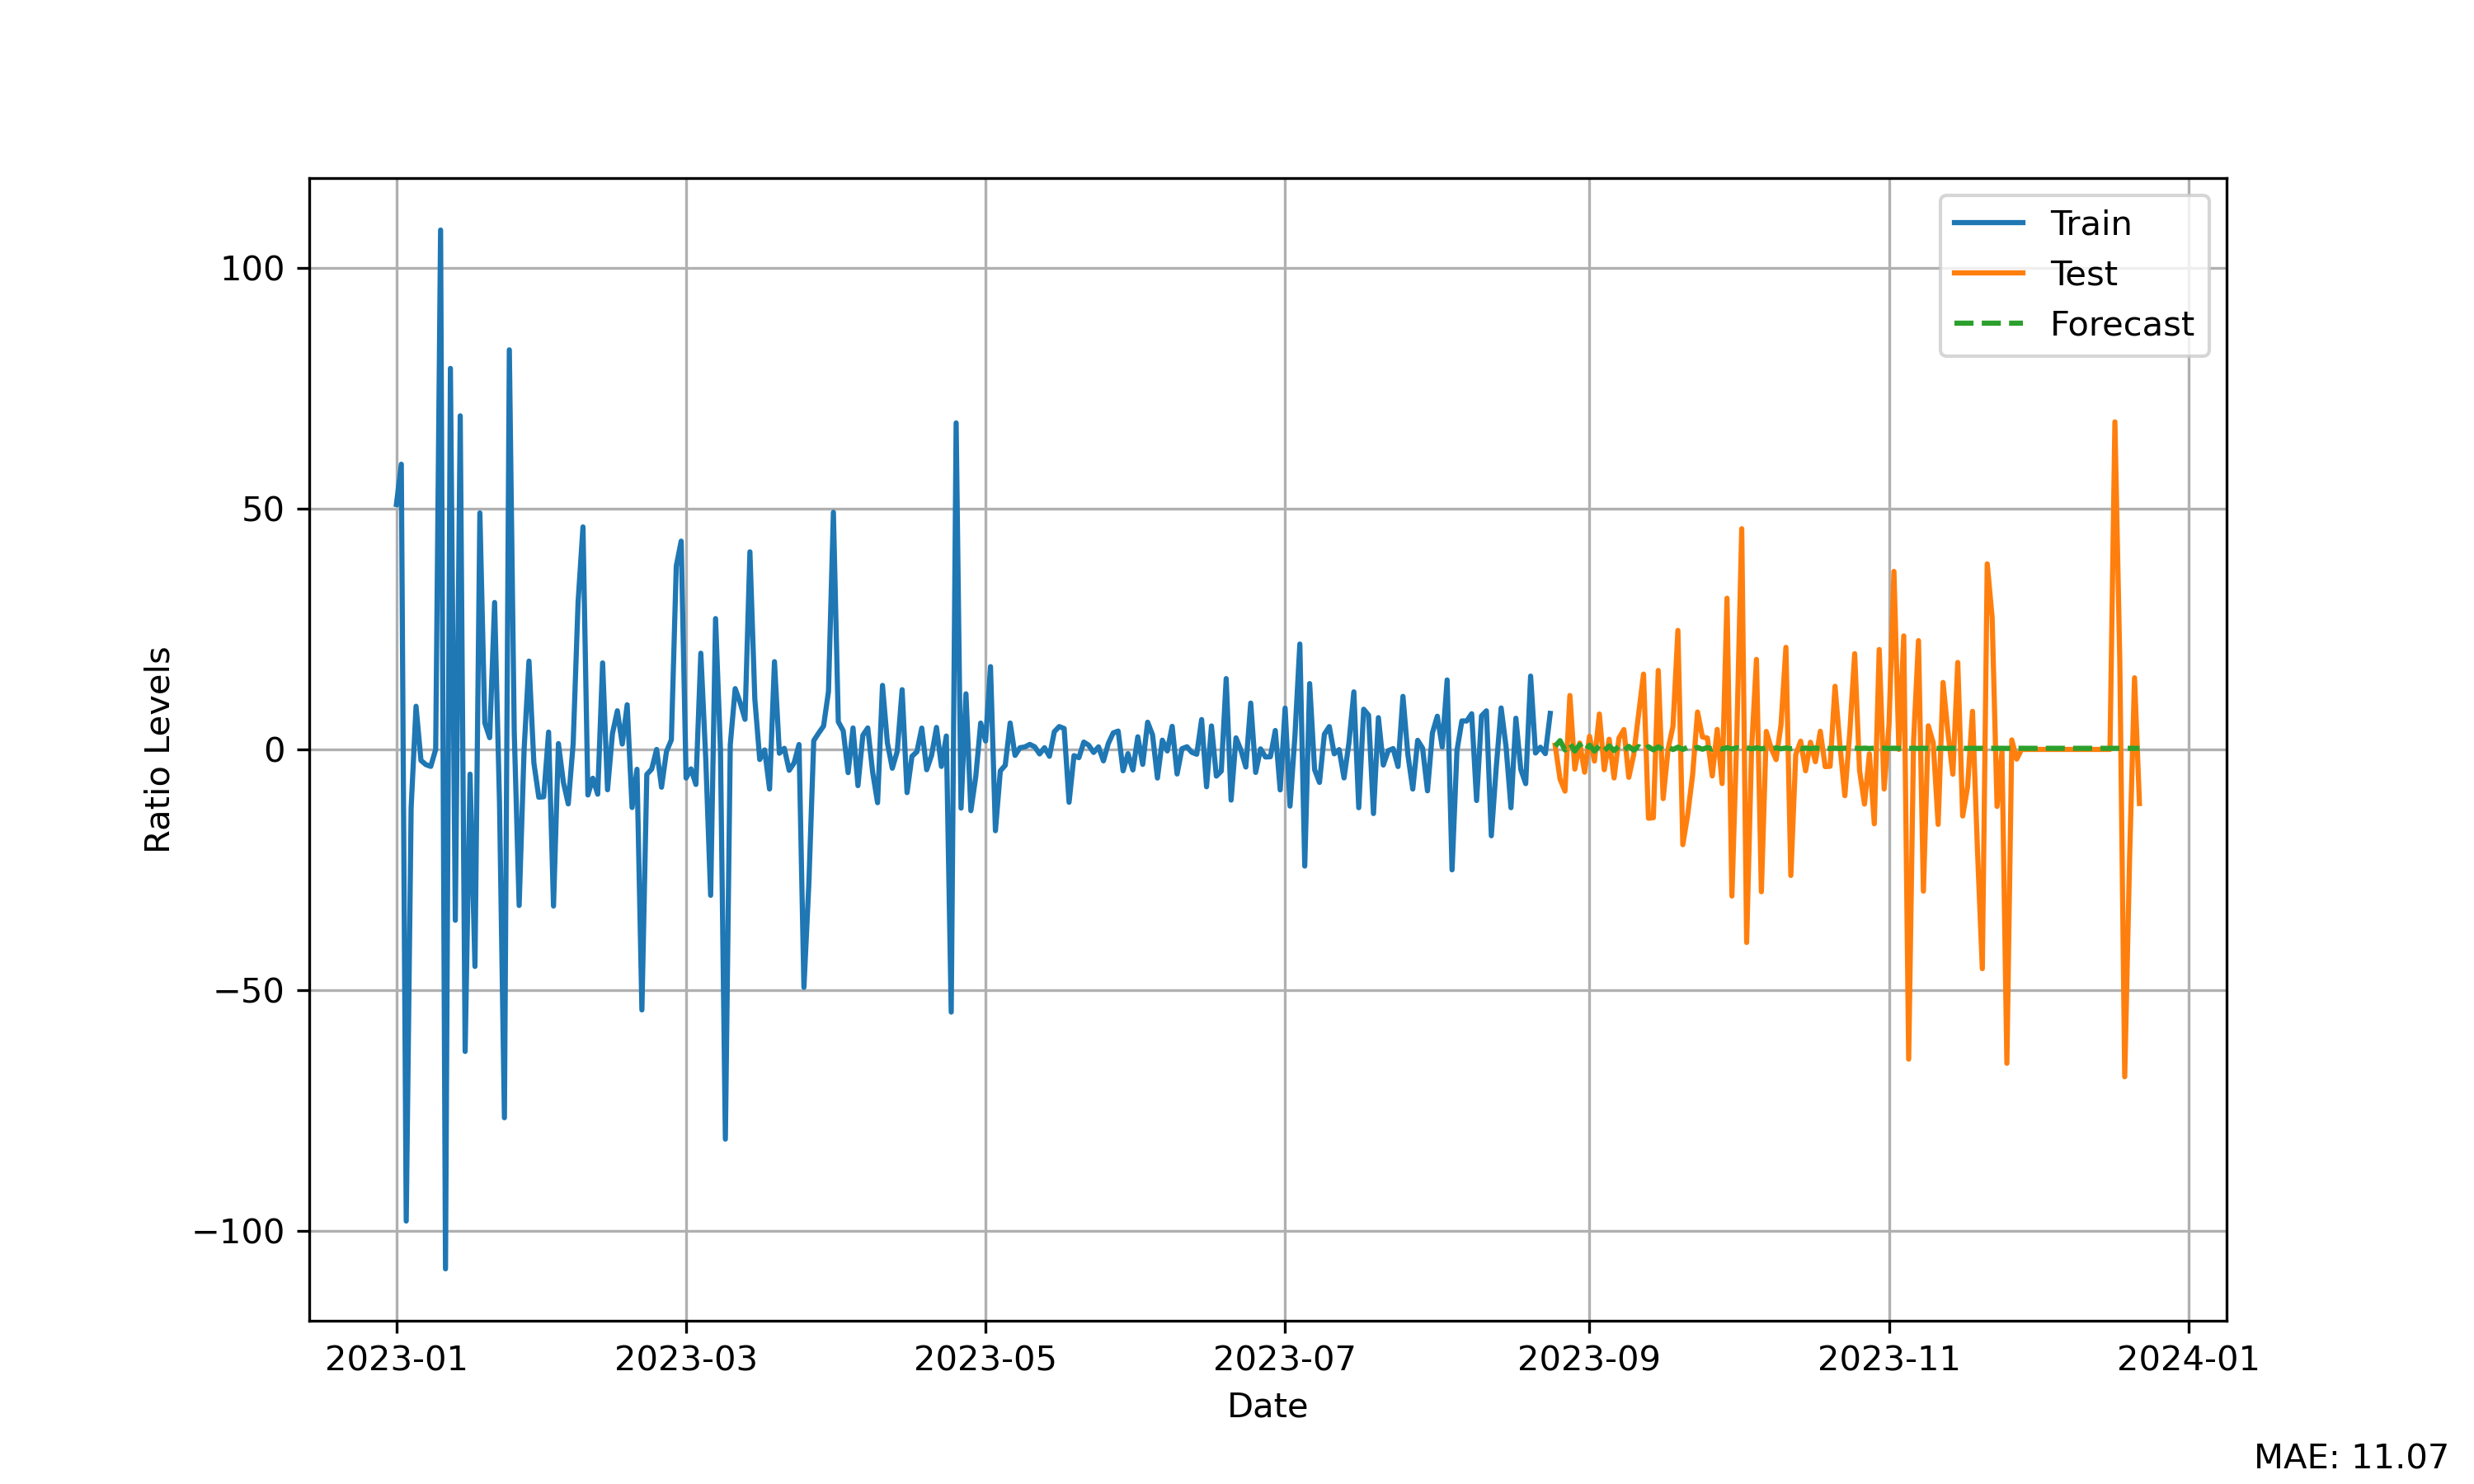 Train
Test
Forecast
100
50
0
−50
−100
Ratio Levels
2023-01
2023-03
2023-05
2023-07
2023-09
2023-11
2024-01
Date
MAE: 11.07